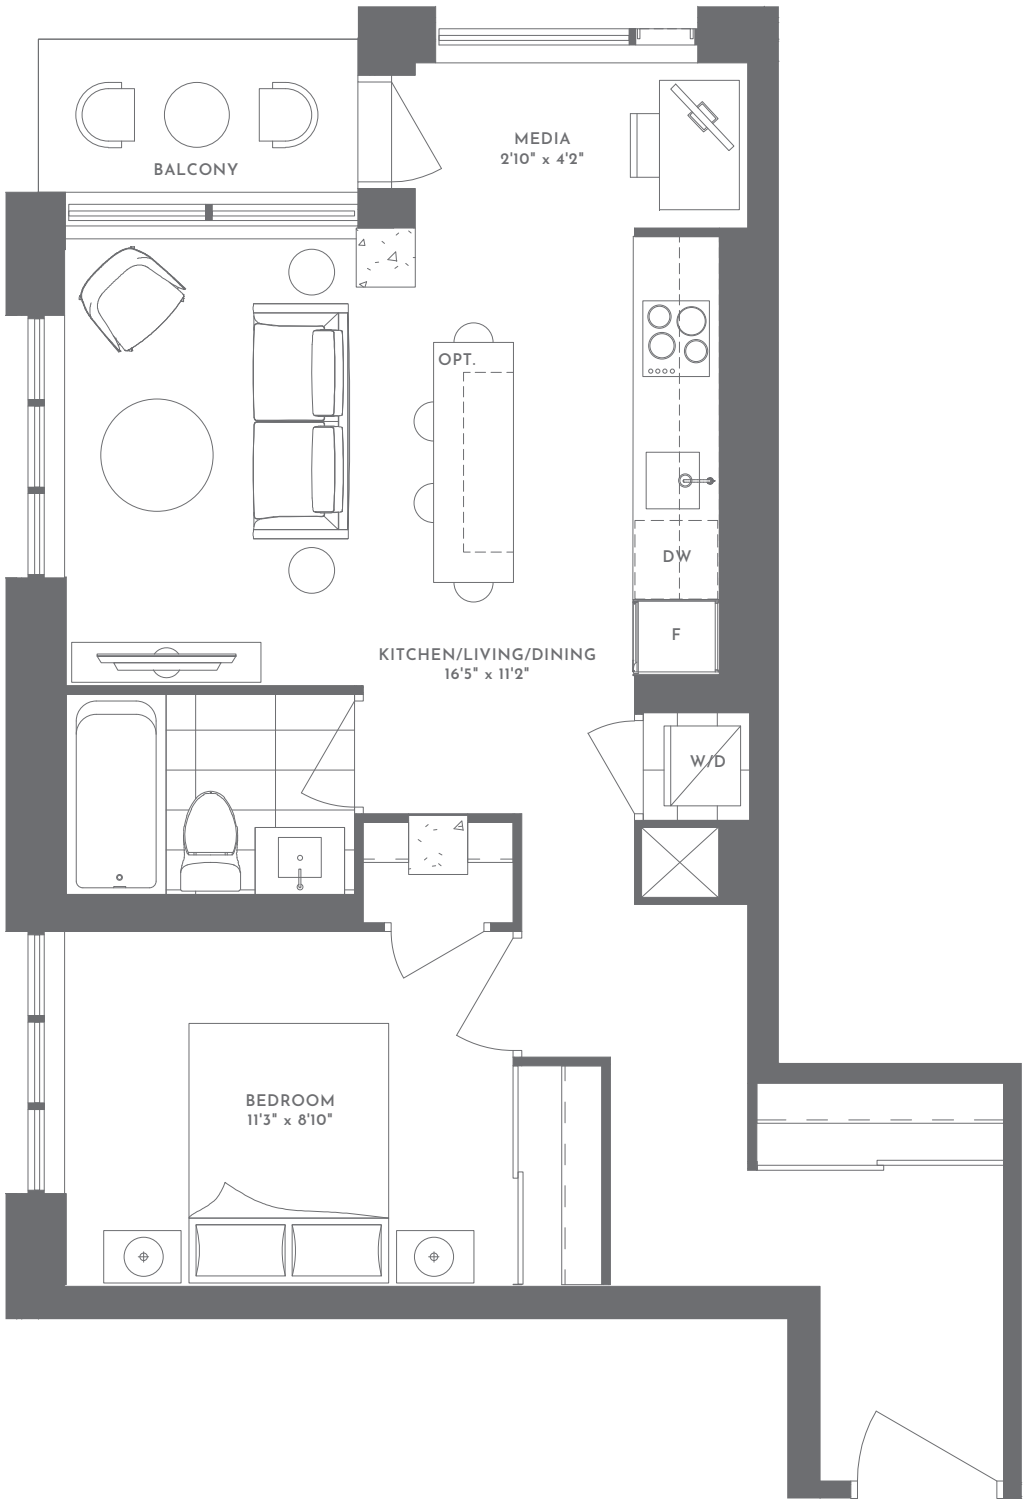 MEDIA
2'10" x 4'2"
BALCONY
OPT.
DW
F
KITCHEN/LIVING/DINING
16'5" x 11'2"
W/D
BEDROOM
11'3" x 8'10"